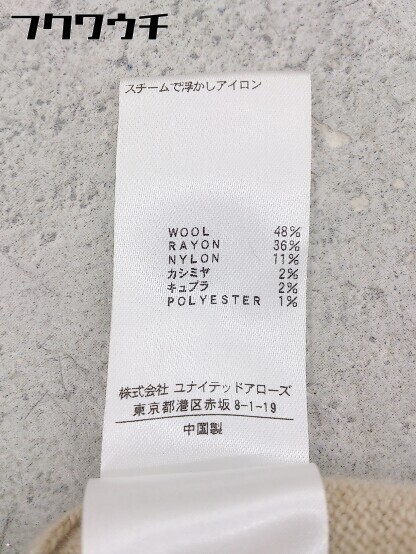 フクワウチ
スチームで浮かしアイロン
WOOL 48%
RAYON 36%
NYLON 11%
カシミヤ 2%
キュプラ 2%
POLYESTER 1%
株式会社 ユナイテッドアローズ
東京都港区赤坂 8-1-19
中国製